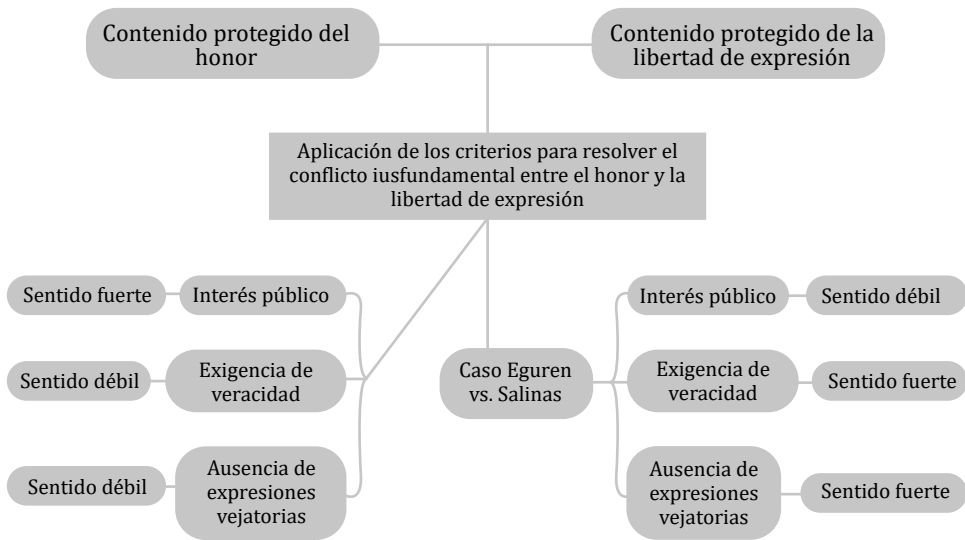 Contenido protegido del
honor
Contenido protegido de la
libertad de expresión
Aplicación de los criterios para resolver el
conflicto iusfundamental entre el honor y la
libertad de expresión
Sentido fuerte
Interés público
Sentido débil
Exigencia de
veracidad
Sentido débil
Ausencia de
expresiones
vejatorias
Caso Eguren
vs. Salinas
Interés público
Sentido débil
Exigencia de
veracidad
Sentido fuerte
Ausencia de
expresiones
vejatorias
Sentido fuerte